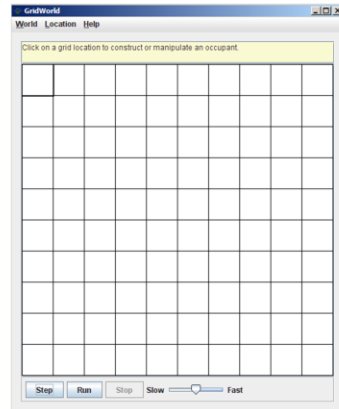 GridWorld
World Location Help
Click on a grid location to construct or manipulate an occupant.
Step Run Stop Slow Fast